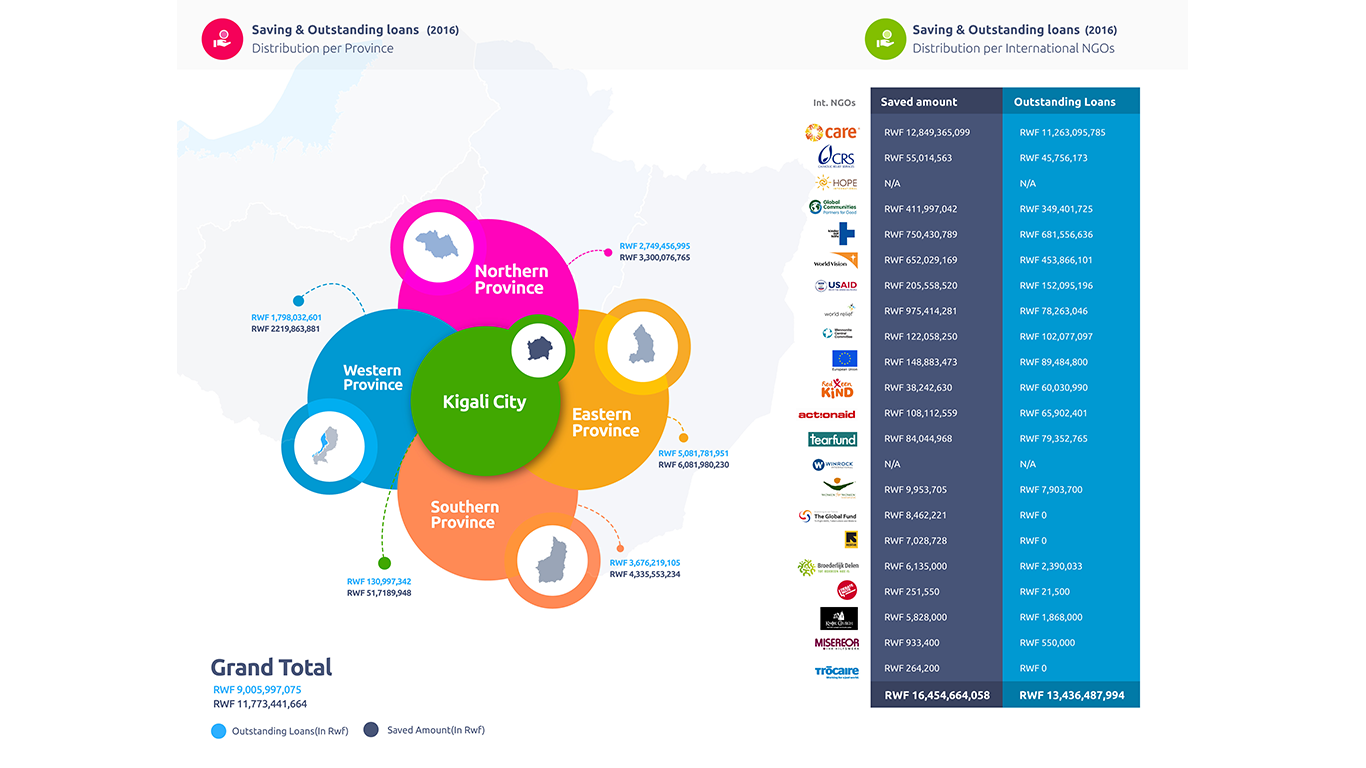 Saving & Outstanding loans (2016)
Distribution per Province
Saving & Outstanding loans (2016)
Distribution per International NGOs
Northern
Province
RWF 2,749,456,995
RWF 3,300,076,765
RWF 1,798,032,601
RWF 2219,863,881
Western
Province
Kigali City
Eastern
Province
RWF 5,081,781,951
RWF 6,081,980,230
Southern
Province
RWF 3,676,219,105
RWF 4,335,553,234
RWF 130,997,342
RWF 51,7189,948
Grand Total
RWF 9,005,997,075
RWF 11,773,441,664
Outstanding Loans(In Rwf) Saved Amount(In Rwf)
Int. NGOs Saved amount Outstanding Loans
care RWF 12,849,365,099 RWF 11,263,095,785
CRS RWF 55,014,563 RWF 45,756,173
HOPE N/A N/A
Global
Communities
Partners for Good
RWF 411,997,042 RWF 349,401,725
RWF 750,430,789 RWF 681,556,636
World Vision RWF 652,029,169 RWF 453,866,101
USAID RWF 205,558,520 RWF 152,095,196
world relief RWF 975,414,281 RWF 78,263,046
Mennonite
Central
Committee
RWF 122,058,250 RWF 102,077,097
European Union RWF 148,883,473 RWF 89,484,800
Red een
KiND
RWF 38,242,630 RWF 60,030,990
act!onaid RWF 108,112,559 RWF 65,902,401
tearfund RWF 84,044,968 RWF 79,352,765
WINROCK N/A N/A
RWF 9,953,705 RWF 7,903,700
The Global Fund RWF 8,462,221 RWF 0
RWF 7,028,728 RWF 0
Broederlijk Delen RWF 6,135,000 RWF 2,390,033
RWF 251,550 RWF 21,500
RWF 5,828,000 RWF 1,868,000
MISEREOR RWF 933,400 RWF 550,000
Trócaire RWF 264,200 RWF 0
RWF 16,454,664,058 RWF 13,436,487,994